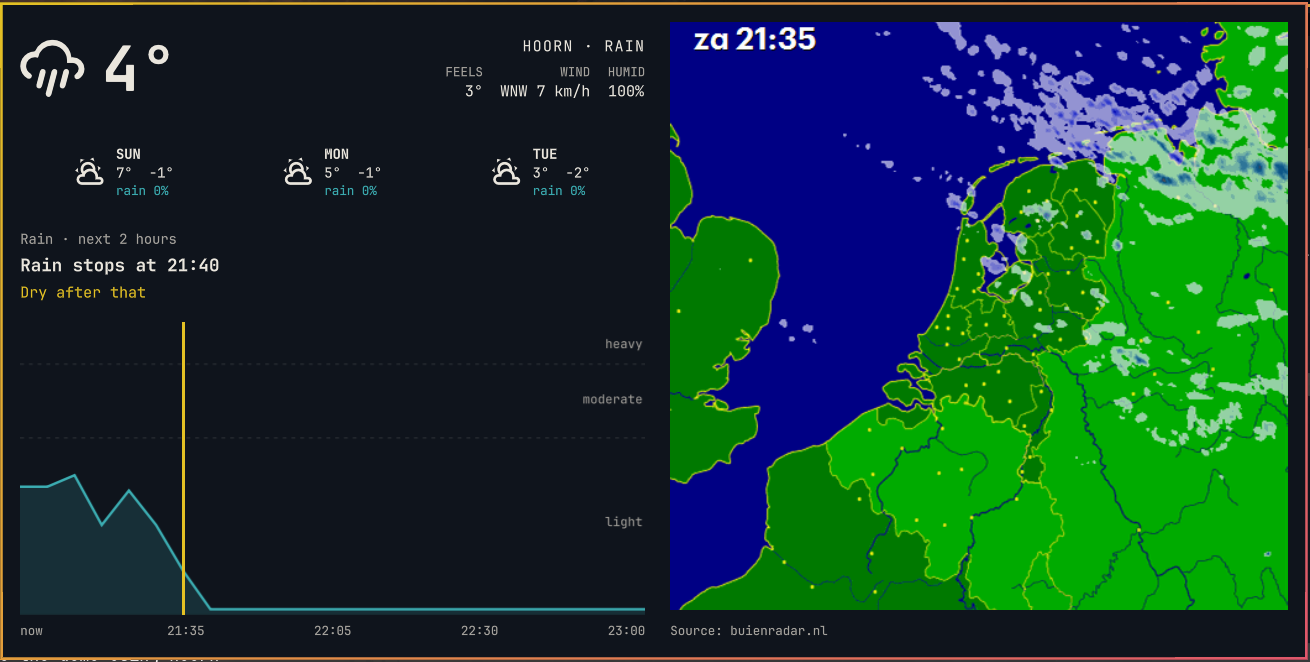 4°
HOORN · RAIN
FEELS WIND HUMID
3° WNW 7 km/h 100%
SUN
7° -1°
rain 0%
MON
5° -1°
rain 0%
TUE
3° -2°
rain 0%
Rain · next 2 hours
Rain stops at 21:40
Dry after that
heavy
moderate
light
now 21:35 22:05 22:30 23:00
za 21:35
Source: buienradar.nl